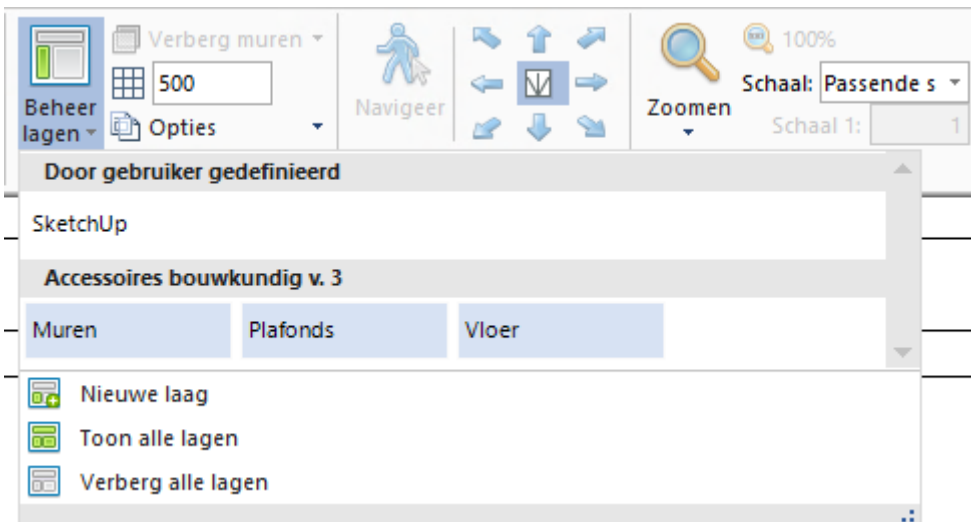 Beheer lagen
Verberg muren
500
Opties
Navigeer
Zoomen
100%
Schaal: Passende s
Schaal 1: 1
Door gebruiker gedefinieerd
SketchUp
Accessoires bouwkundig v. 3
Muren Plafonds Vloer
Nieuwe laag
Toon alle lagen
Verberg alle lagen